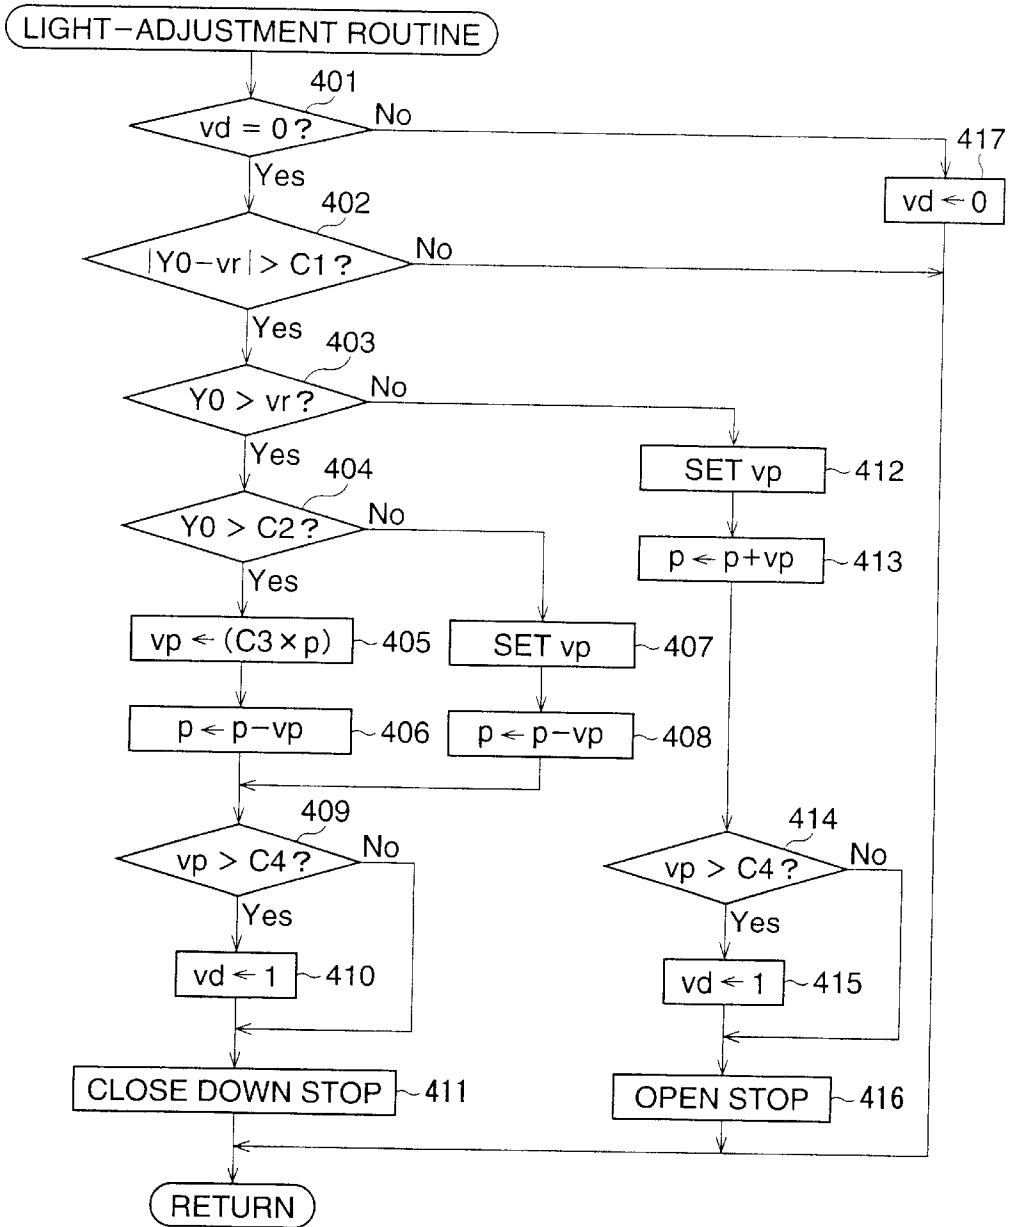 LIGHT-ADJUSTMENT ROUTINE
401
vd = 0?
No
Yes
417
vd ← 0
402
|Y0-vr| > C1?
No
Yes
403
Y0 > vr?
No
Yes
SET vp
412
404
Y0 > C2?
No
Yes
p ← p+vp
413
vp ← (C3×p)
405
SET vp
407
p ← p-vp
406
p ← p-vp
408
409
vp > C4?
No
Yes
414
vp > C4?
No
Yes
vd ← 1
410
vd ← 1
415
CLOSE DOWN STOP
411
OPEN STOP
416
RETURN